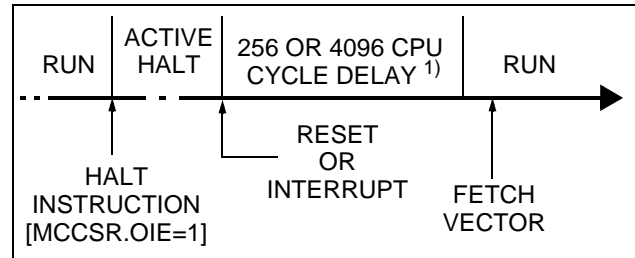 RUN
ACTIVE
HALT
256 OR 4096 CPU
CYCLE DELAY 1)
RUN
HALT
INSTRUCTION
[MCCSR.OIE=1]
RESET
OR
INTERRUPT
FETCH
VECTOR